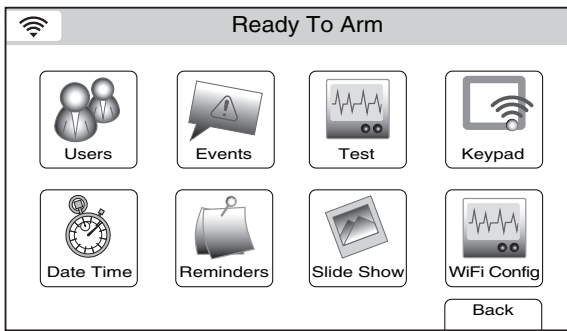 Ready To Arm
Users
Events
Test
Keypad
Date Time
Reminders
Slide Show
WiFi Config
Back